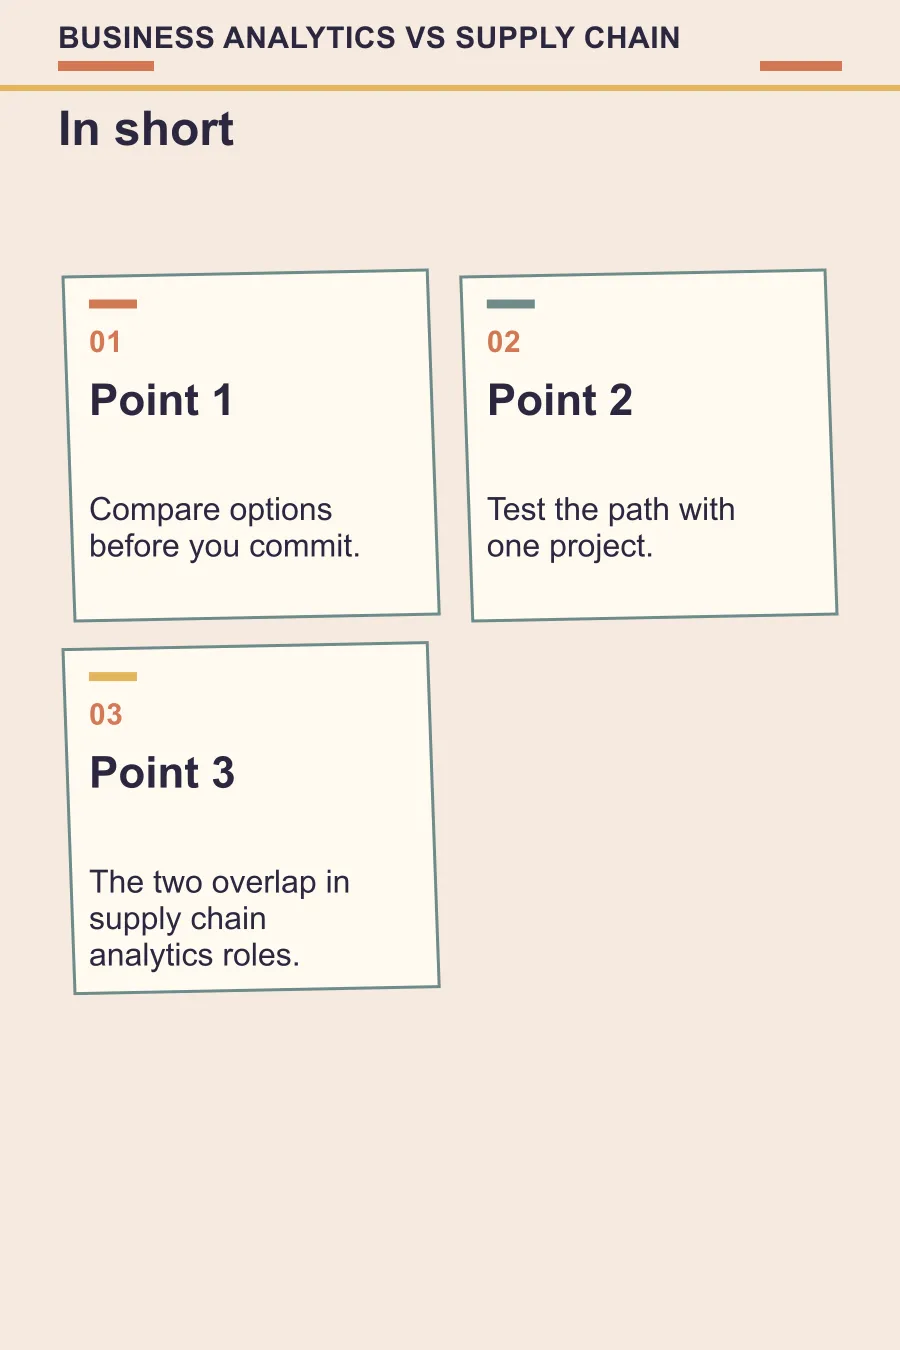 BUSINESS ANALYTICS VS SUPPLY CHAIN
In short
01
Point 1
Compare options
before you commit.
02
Point 2
Test the path with
one project.
03
Point 3
The two overlap in
supply chain
analytics roles.